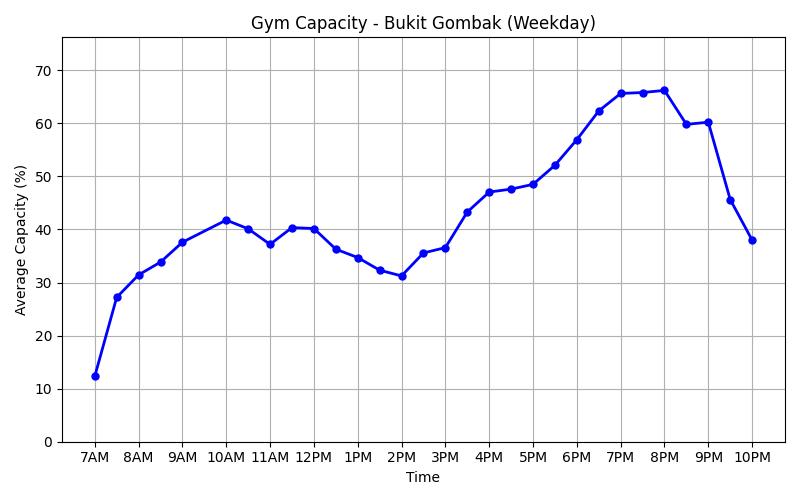 Gym Capacity - Bukit Gombak (Weekday)
Average Capacity (%)
70
60
50
40
30
20
10
0
7AM 8AM 9AM 10AM 11AM 12PM 1PM 2PM 3PM 4PM 5PM 6PM 7PM 8PM 9PM 10PM
Time